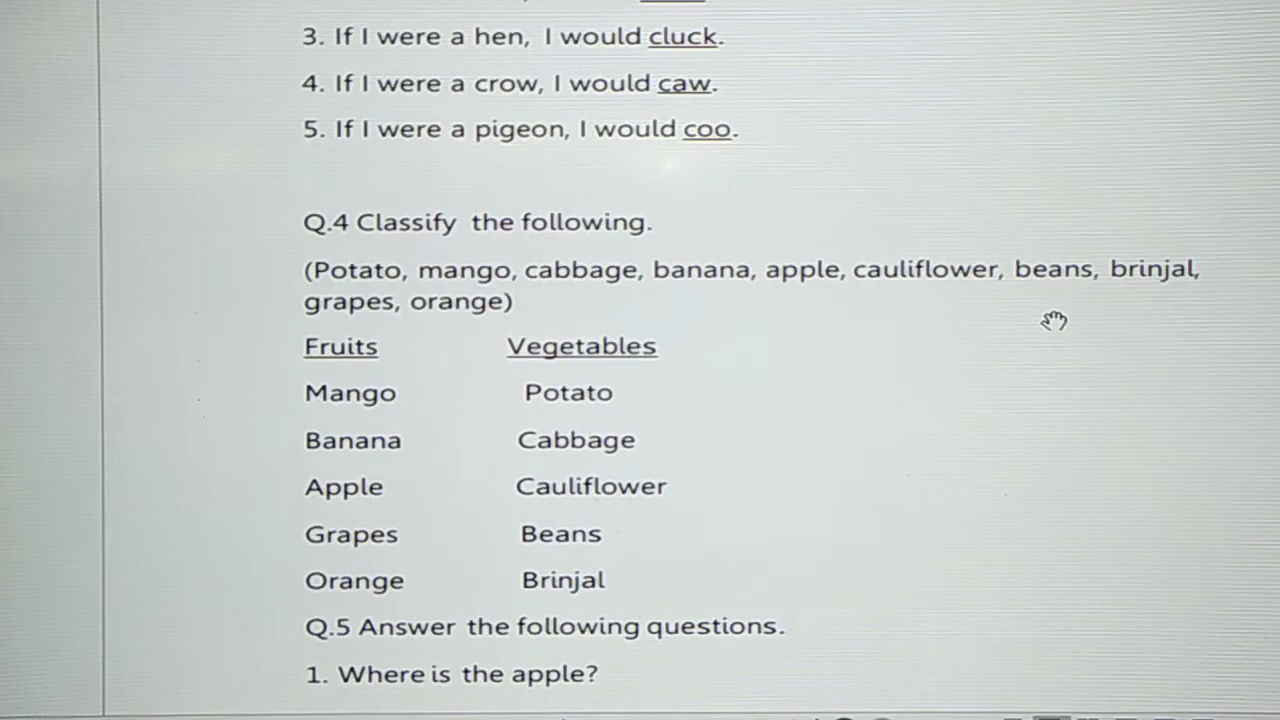 3. If I were a hen, I would cluck.
4. If I were a crow, I would caw.
5. If I were a pigeon, I would coo.
Q.4 Classify the following.
(Potato, mango, cabbage, banana, apple, cauliflower, beans, brinjal,
grapes, orange)
Fruits Vegetables
Mango Potato
Banana Cabbage
Apple Cauliflower
Grapes Beans
Orange Brinjal
Q.5 Answer the following questions.
1. Where is the apple?